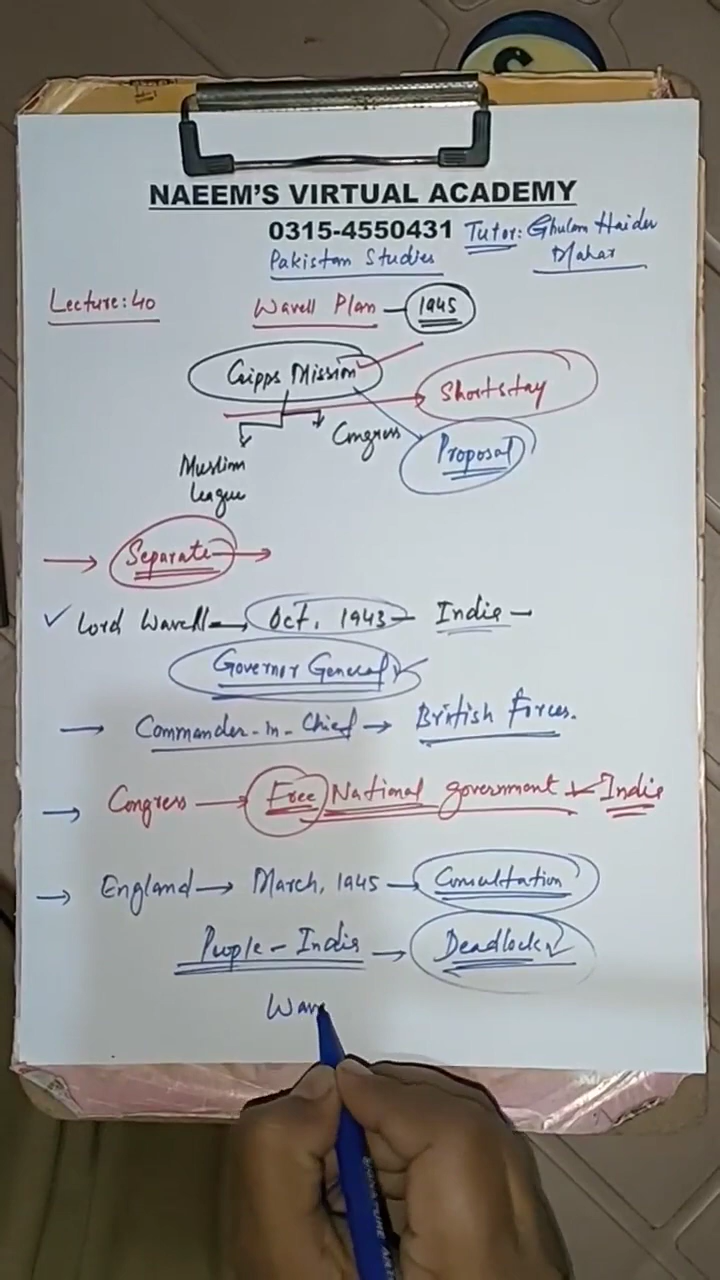 NAEEM'S VIRTUAL ACADEMY
0315-4550431 Tutor: Ghulam Haider
Pakistan Studies Mahar
Lecture: 40 Wavell Plan — 1945
Cripps Mission
Shortstay
Congress Proposal
Muslim
League
→ Separate →
✓ Lord Wavell → Oct, 1943 — India —
Governor General
→ Commander-in-Chief → British Forces.
→ Congress → Free National government India
→ England → March, 1945 → Consultation
People - India → Deadlock ✓
Wav